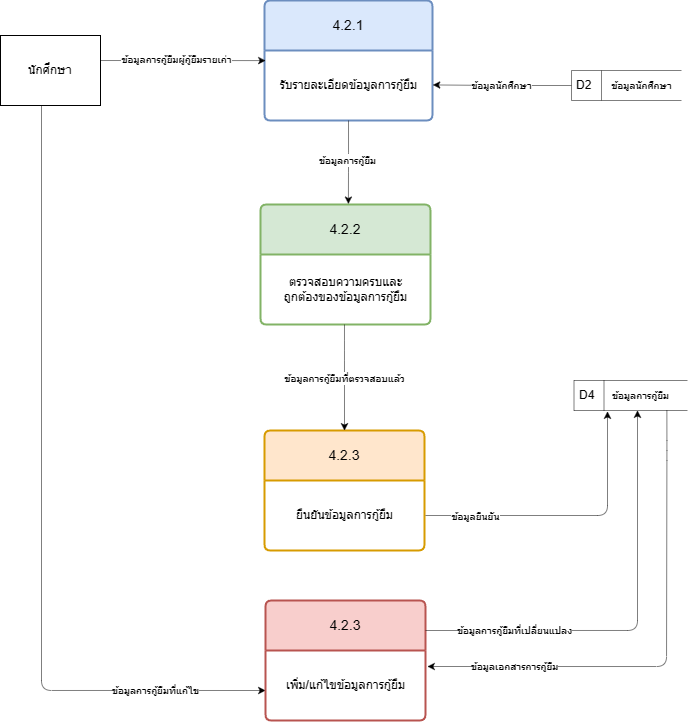 4.2.1
นักศึกษา
ข้อมูลการกู้ยืมผู้กู้ยืมรายเก่า
รับรายละเอียดข้อมูลการกู้ยืม
ข้อมูลนักศึกษา
D2
ข้อมูลนักศึกษา
ข้อมูลการกู้ยืม
4.2.2
ตรวจสอบความครบและ
ถูกต้องของข้อมูลการกู้ยืม
ข้อมูลการกู้ยืมที่ตรวจสอบแล้ว
D4
ข้อมูลการกู้ยืม
4.2.3
ยืนยันข้อมูลการกู้ยืม
ข้อมูลยืนยัน
4.2.3
ข้อมูลการกู้ยืมที่เปลี่ยนแปลง
ข้อมูลเอกสารการกู้ยืม
เพิ่ม/แก้ไขข้อมูลการกู้ยืม
ข้อมูลการกู้ยืมที่แก้ไข